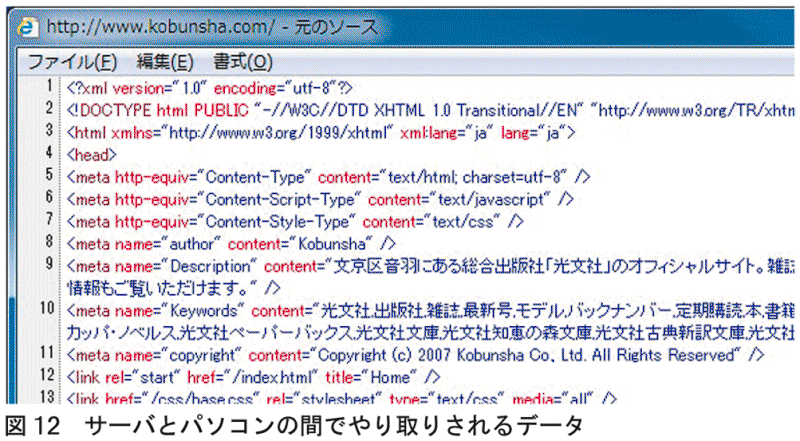 http://www.kobunsha.com/ - 元のソース
ファイル(F) 編集(E) 書式(O)
1 <?xml version="1.0" encoding="utf-8"?>
2 <!DOCTYPE html PUBLIC "-//W3C//DTD XHTML 1.0 Transitional//EN" "http://www.w3.org/TR/xhtm
3 <html xmlns="http://www.w3.org/1999/xhtml" xml:lang="ja" lang="ja">
4 <head>
5 <meta http-equiv="Content-Type" content="text/html; charset=utf-8" />
6 <meta http-equiv="Content-Script-Type" content="text/javascript" />
7 <meta http-equiv="Content-Style-Type" content="text/css" />
8 <meta name="author" content="Kobunsha" />
9 <meta name="Description" content="文京区音羽にある総合出版社「光文社」のオフィシャルサイト。雑誌
情報もご覧いただけます。" />
10 <meta name="Keywords" content="光文社,出版社,雑誌,最新号,モデル,バックナンバー,定期購読,本,書籍
カッパ・ノベルス,光文社ペーパーバックス,光文社文庫,光文社知恵の森文庫,光文社古典新訳文庫,光文社
11 <meta name="copyright" content="Copyright (c) 2007 Kobunsha Co., Ltd. All Rights Reserved" />
12 <link rel="start" href="/index.html" title="Home" />
13 <link href="/css/base.css" rel="stylesheet" type="text/css" media="all" />
図12 サーバとパソコンの間でやり取りされるデータ